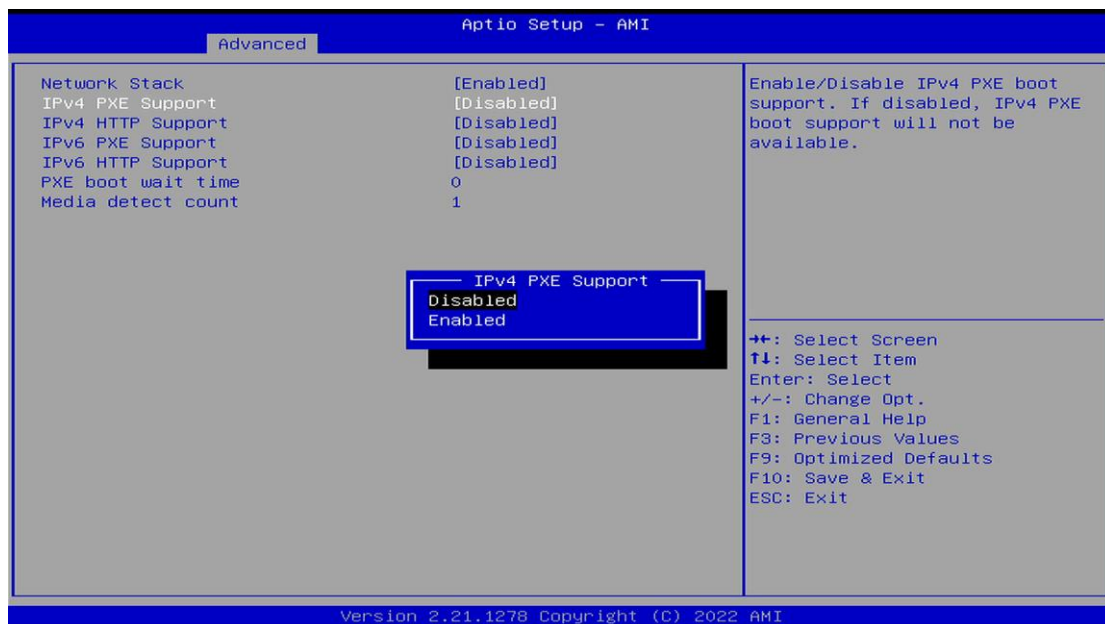 Aptio Setup - AMI
Advanced
Network Stack [Enabled]
IPv4 PXE Support [Disabled]
IPv4 HTTP Support [Disabled]
IPv6 PXE Support [Disabled]
IPv6 HTTP Support [Disabled]
PXE boot wait time 0
Media detect count 1
IPv4 PXE Support
Disabled
Enabled
Enable/Disable IPv4 PXE boot
support. If disabled, IPv4 PXE
boot support will not be
available.
→←: Select Screen
↑↓: Select Item
Enter: Select
+/-: Change Opt.
F1: General Help
F3: Previous Values
F9: Optimized Defaults
F10: Save & Exit
ESC: Exit
Version 2.21.1278 Copyright (C) 2022 AMI